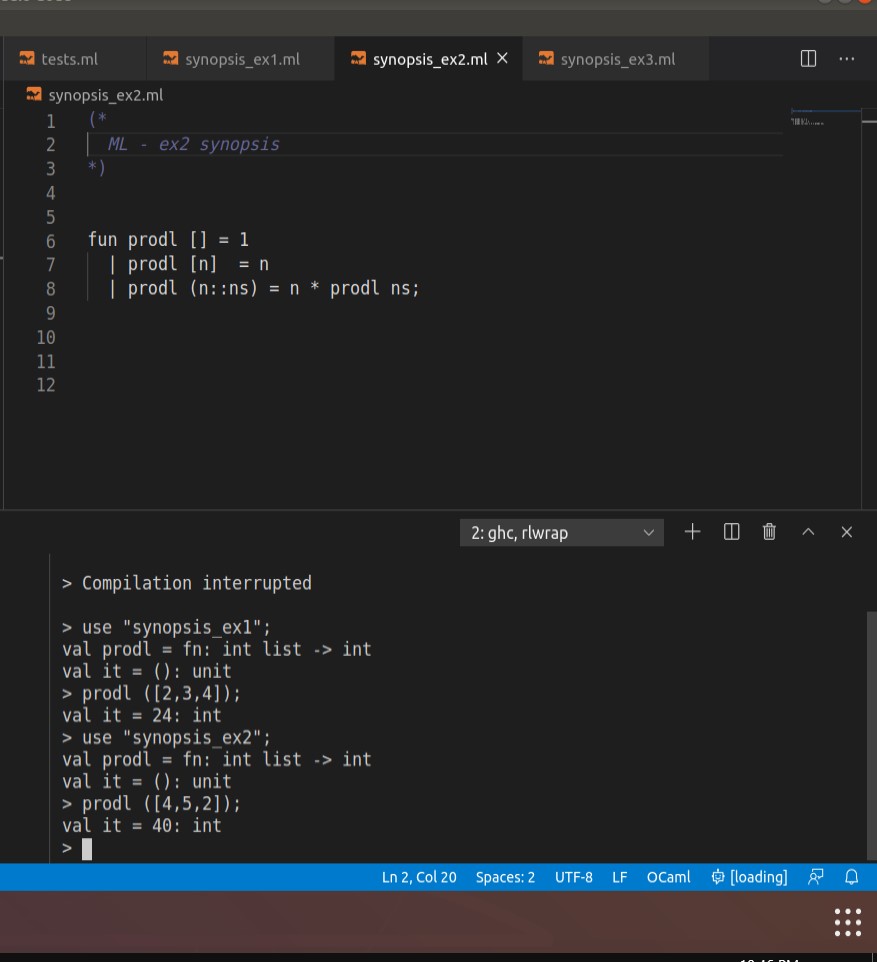 tests.ml synopsis_ex1.ml synopsis_ex2.ml synopsis_ex3.ml
synopsis_ex2.ml
1 (*
2 ML - ex2 synopsis
3 *)
4
5
6 fun prodl [] = 1
7 | prodl [n]  = n
8 | prodl (n::ns) = n * prodl ns;
9
10
11
12
2: ghc, rlwrap
> Compilation interrupted
> use "synopsis_ex1";
val prodl = fn: int list -> int
val it = (): unit
> prodl ([2,3,4]);
val it = 24: int
> use "synopsis_ex2";
val prodl = fn: int list -> int
val it = (): unit
> prodl ([4,5,2]);
val it = 40: int
>
Ln 2, Col 20 Spaces: 2 UTF-8 LF OCaml [loading]